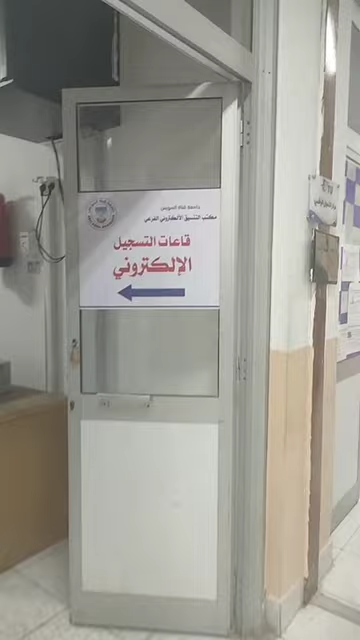 جامعة قناة السويس
مكتب التنسيق الالكتروني الفرعي
قاعات التسجيل
الإلكتروني